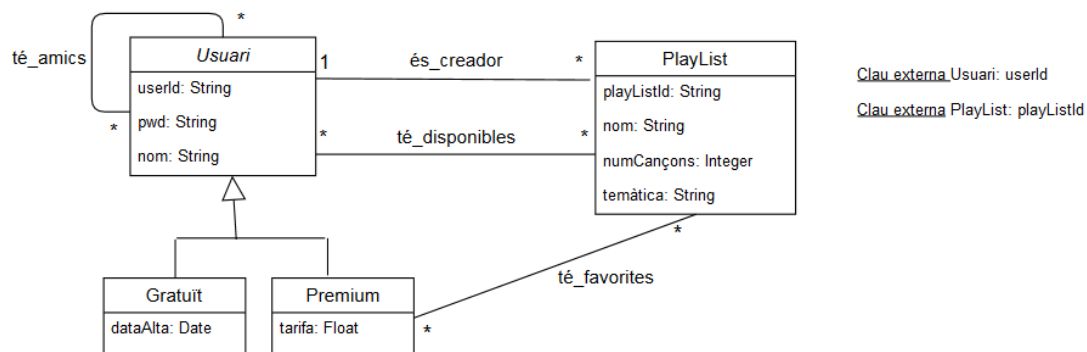 *
té_amics
*
Usuari
userId: String
pwd: String
nom: String
1
és_creador
*
*
té_disponibles
*
PlayList
playListId: String
nom: String
numCançons: Integer
temàtica: String
Clau externa Usuari: userId
Clau externa PlayList: playListId
*
té_favorites
*
Gratuït
dataAlta: Date
Premium
tarifa: Float